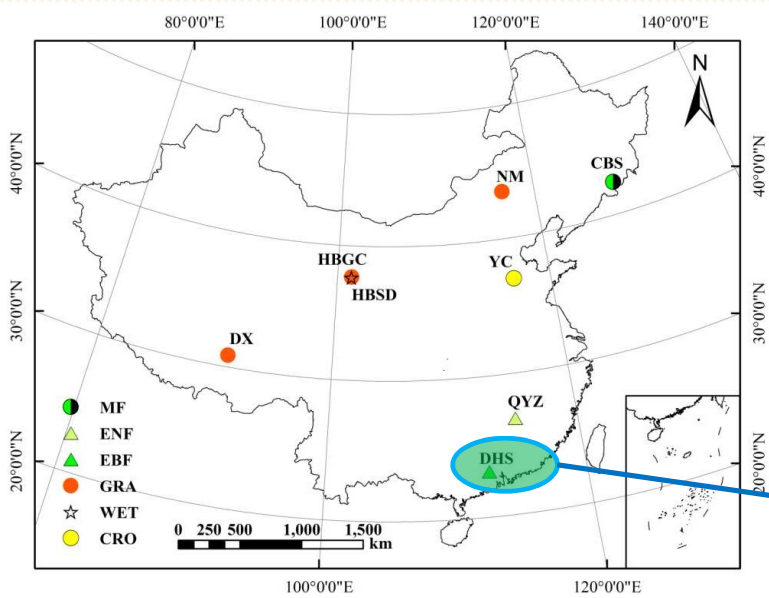 80°0'0"E 100°0'0"E 120°0'0"E 140°0'0"E
N
40°0'0"N
30°0'0"N
20°0'0"N
40°0'0"N
30°0'0"N
20°0'0"N
CBS
NM
HBGC
YC
HBSD
DX
QYZ
DHS
MF
ENF
EBF
GRA
WET
CRO
0 250 500 1,000 1,500
km
100°0'0"E 120°0'0"E